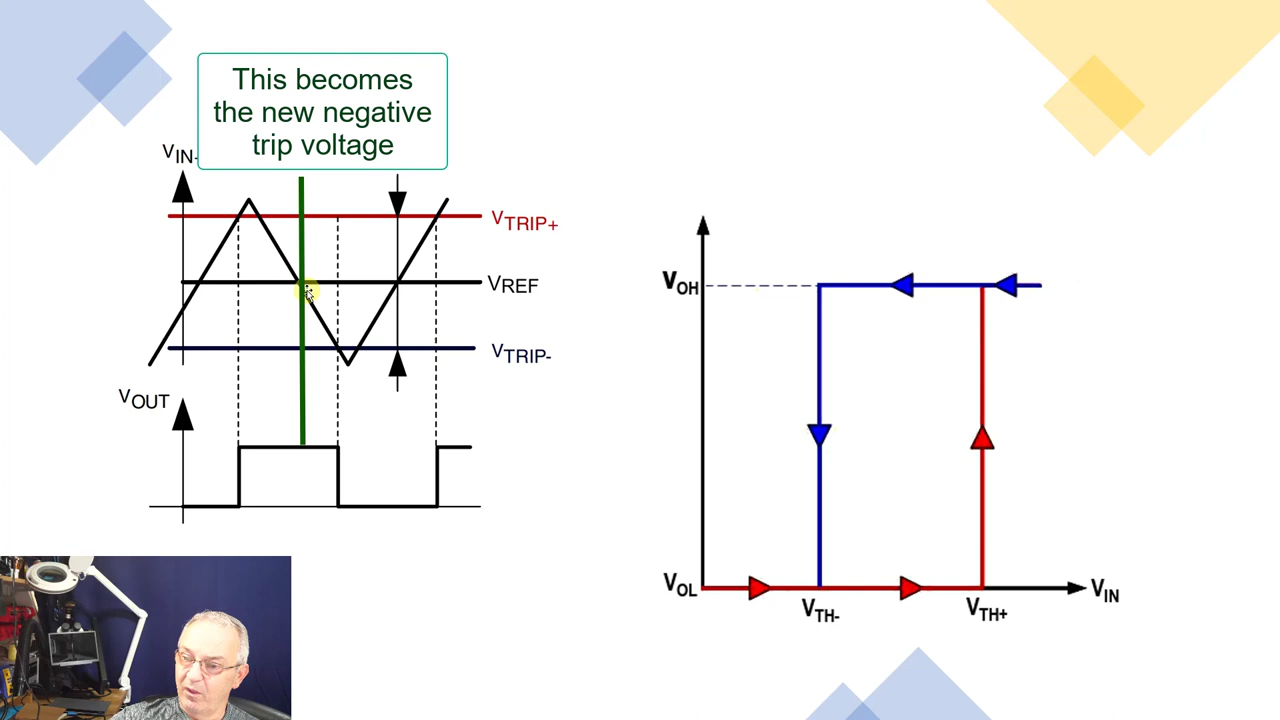 This becomes
the new negative
trip voltage
VIN
VTRIP+
VREF
VTRIP-
VOUT
VOH
VOL
VTH-
VTH+
VIN